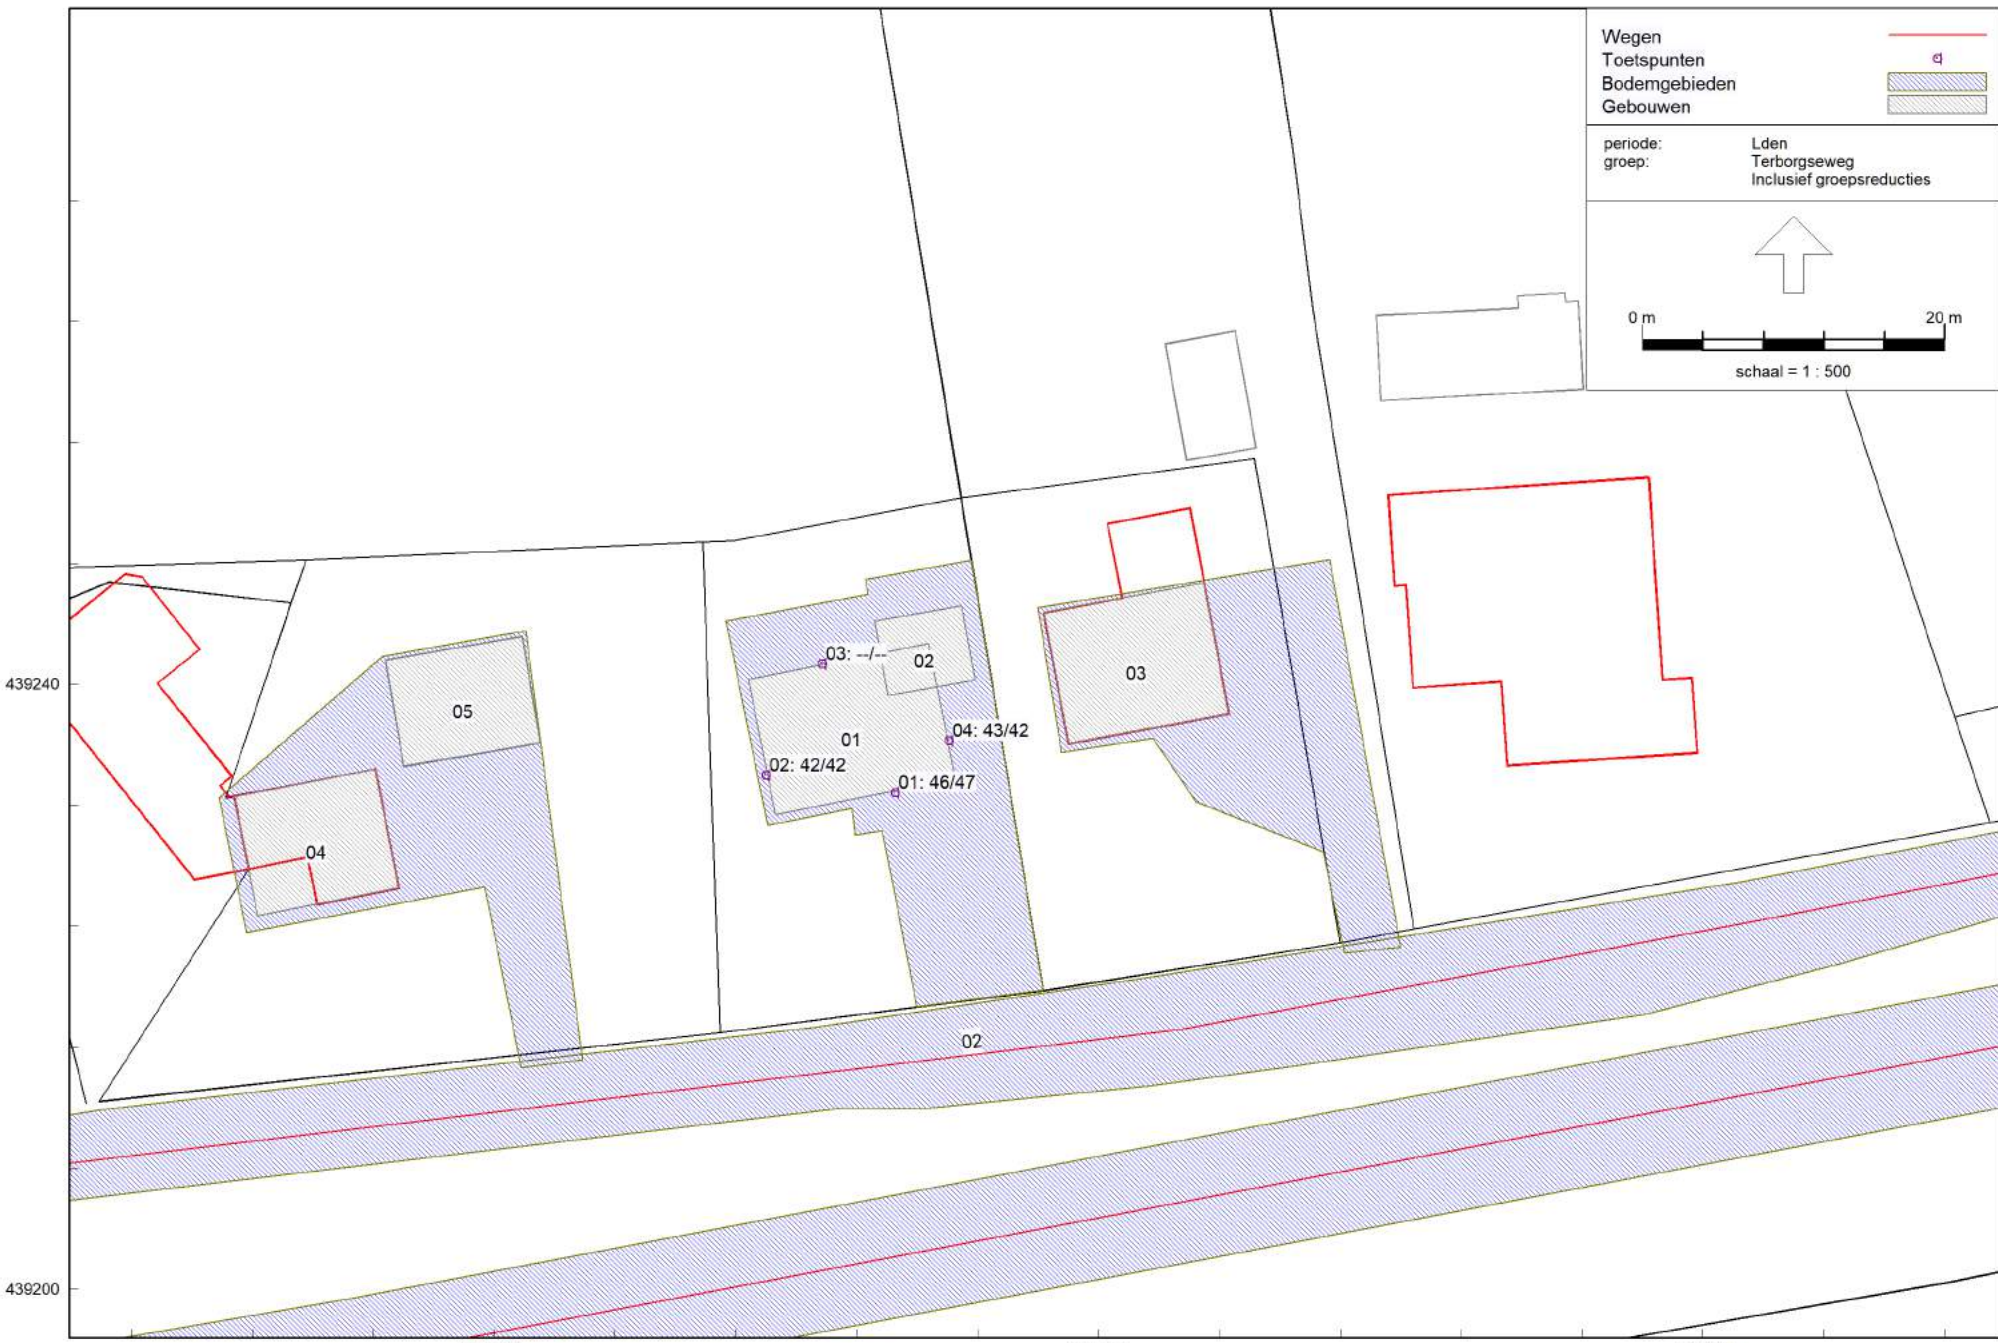 Wegen
Toetspunten
Bodemgebieden
Gebouwen
periode: Lden
groep: Terborgseweg
Inclusief groepsreducties
0 m 20 m
schaal = 1 : 500
03: --/--
02
03
439240
05
04: 43/42
01
02: 42/42
01: 46/47
04
02
439200